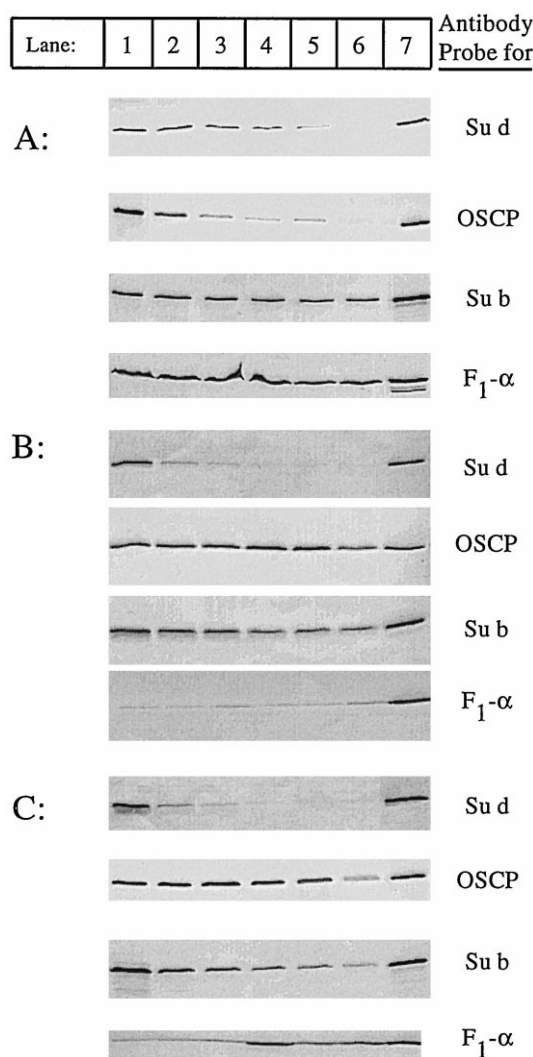 Lane: 1 2 3 4 5 6 7 Antibody Probe for
A: Su d
OSCP
Su b
F1-α
B: Su d
OSCP
Su b
F1-α
C: Su d
OSCP
Su b
F1-α